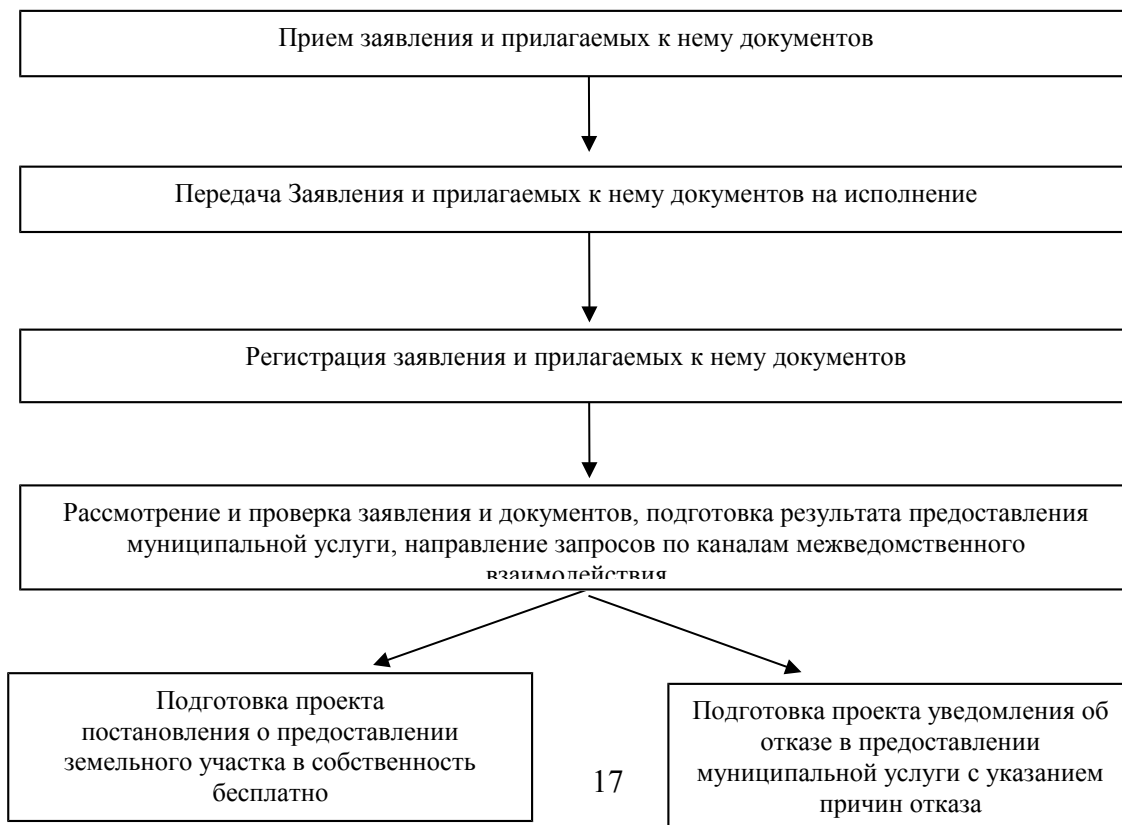 Прием заявления и прилагаемых к нему документов
Передача Заявления и прилагаемых к нему документов на исполнение
Регистрация заявления и прилагаемых к нему документов
Рассмотрение и проверка заявления и документов, подготовка результата предоставления
муниципальной услуги, направление запросов по каналам межведомственного
взаимодействия
Подготовка проекта
постановления о предоставлении
земельного участка в собственность
бесплатно
17
Подготовка проекта уведомления об
отказе в предоставлении
муниципальной услуги с указанием
причин отказа